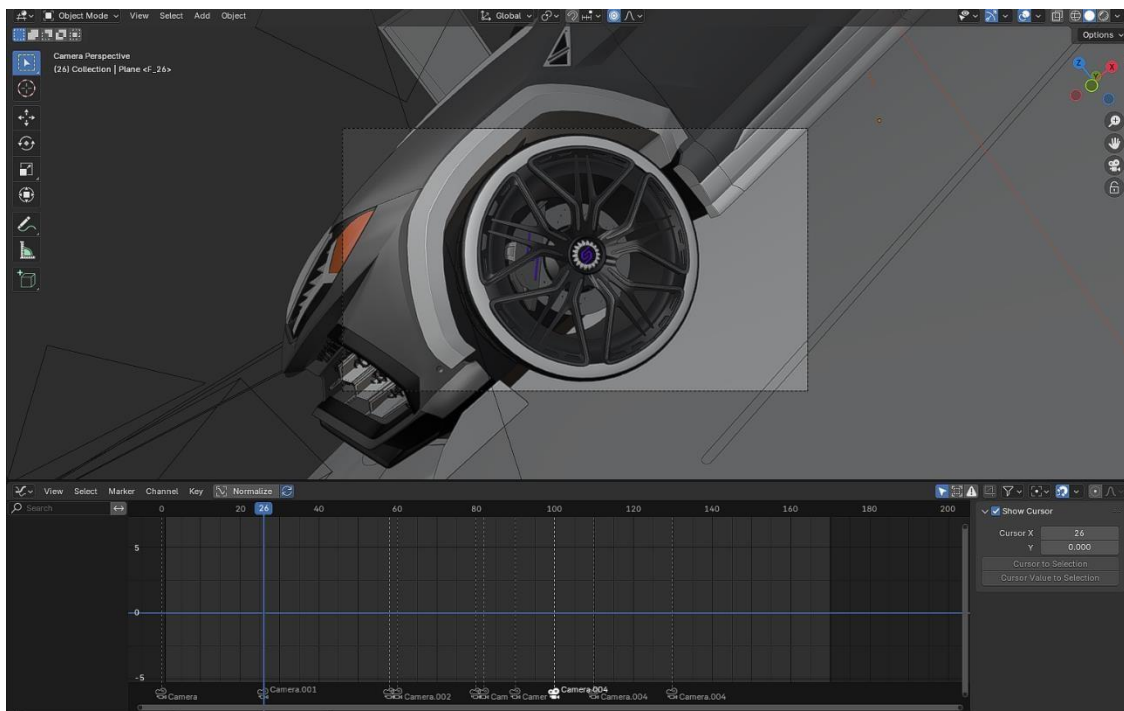 Object Mode View Select Add Object Global
Options
Camera Perspective
(26) Collection | Plane <F_26>
Z
X
Y
View Select Marker Channel Key Normalize
Search
0 20 26 40 60 80 100 120 140 160 180 200
Show Cursor
Cursor X 26
Y 0.000
Cursor to Selection
Cursor Value to Selection
5
0
-5
Camera Camera.001 Camera.002 Cam Camer Camera.004 Camera.004 Camera.004